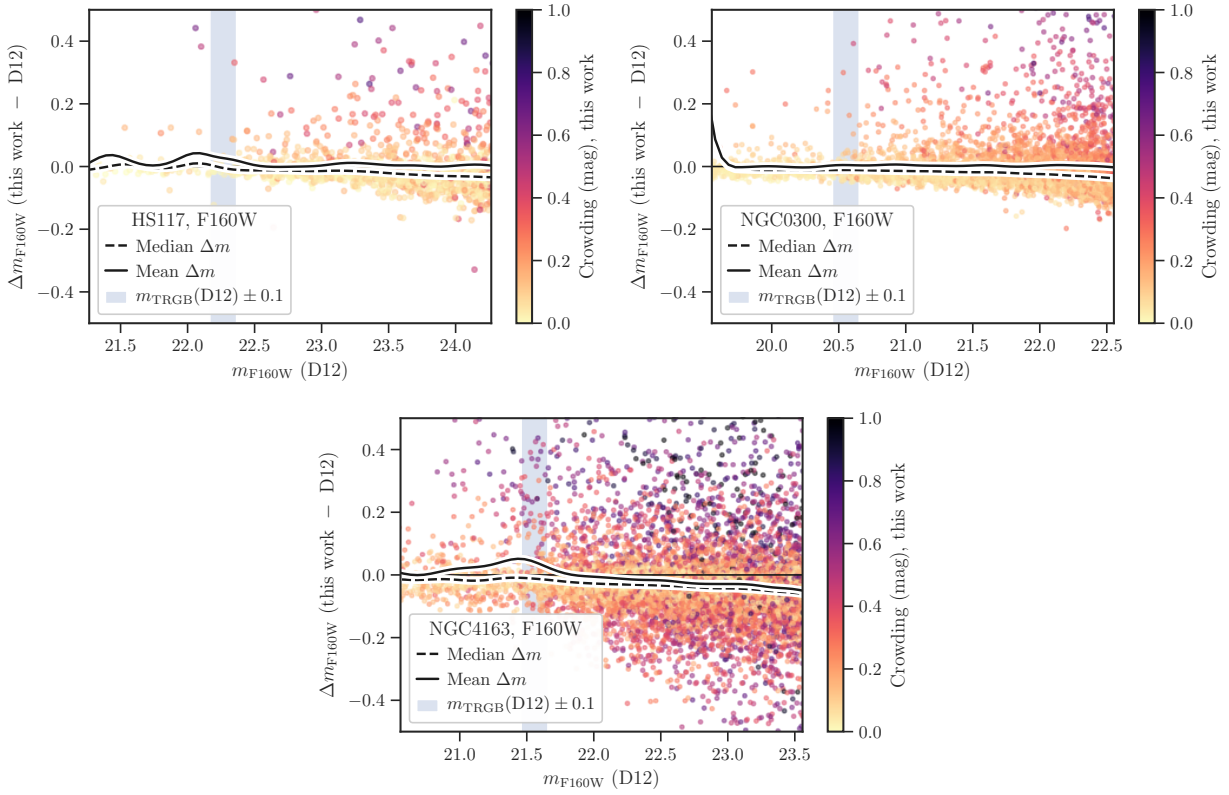 0.4
0.2
0.0
−0.2
−0.4
Δm_F160W (this work − D12)
HS117, F160W
Median Δm
Mean Δm
m_TRGB(D12) ± 0.1
21.5 22.0 22.5 23.0 23.5 24.0
m_F160W (D12)
1.0
0.8
0.6
0.4
0.2
0.0
Crowding (mag), this work
0.4
0.2
0.0
−0.2
−0.4
Δm_F160W (this work − D12)
NGC0300, F160W
Median Δm
Mean Δm
m_TRGB(D12) ± 0.1
20.0 20.5 21.0 21.5 22.0 22.5
m_F160W (D12)
1.0
0.8
0.6
0.4
0.2
0.0
Crowding (mag), this work
0.4
0.2
0.0
−0.2
−0.4
Δm_F160W (this work − D12)
NGC4163, F160W
Median Δm
Mean Δm
m_TRGB(D12) ± 0.1
21.0 21.5 22.0 22.5 23.0 23.5
m_F160W (D12)
1.0
0.8
0.6
0.4
0.2
0.0
Crowding (mag), this work